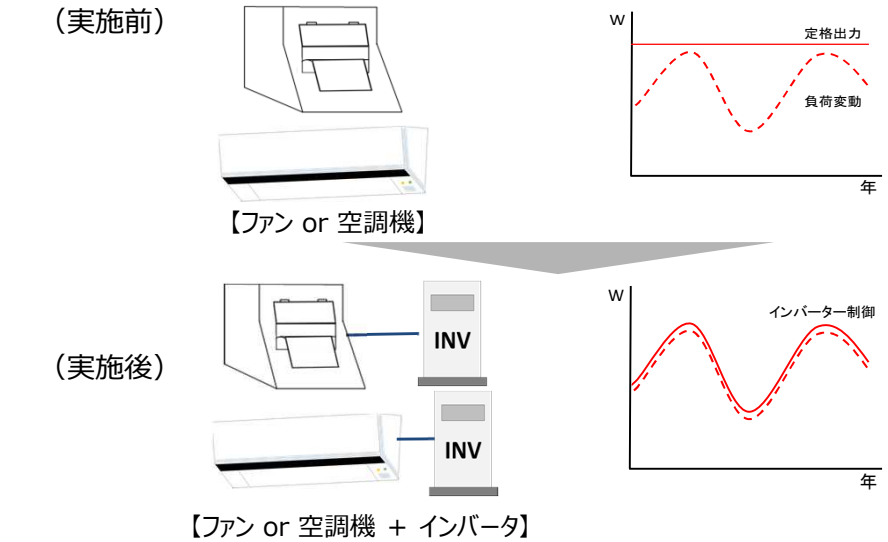 （実施前）
W
定格出力
負荷変動
年
【ファン or 空調機】
W
インバーター制御
INV
（実施後）
INV
年
【ファン or 空調機 + インバータ】